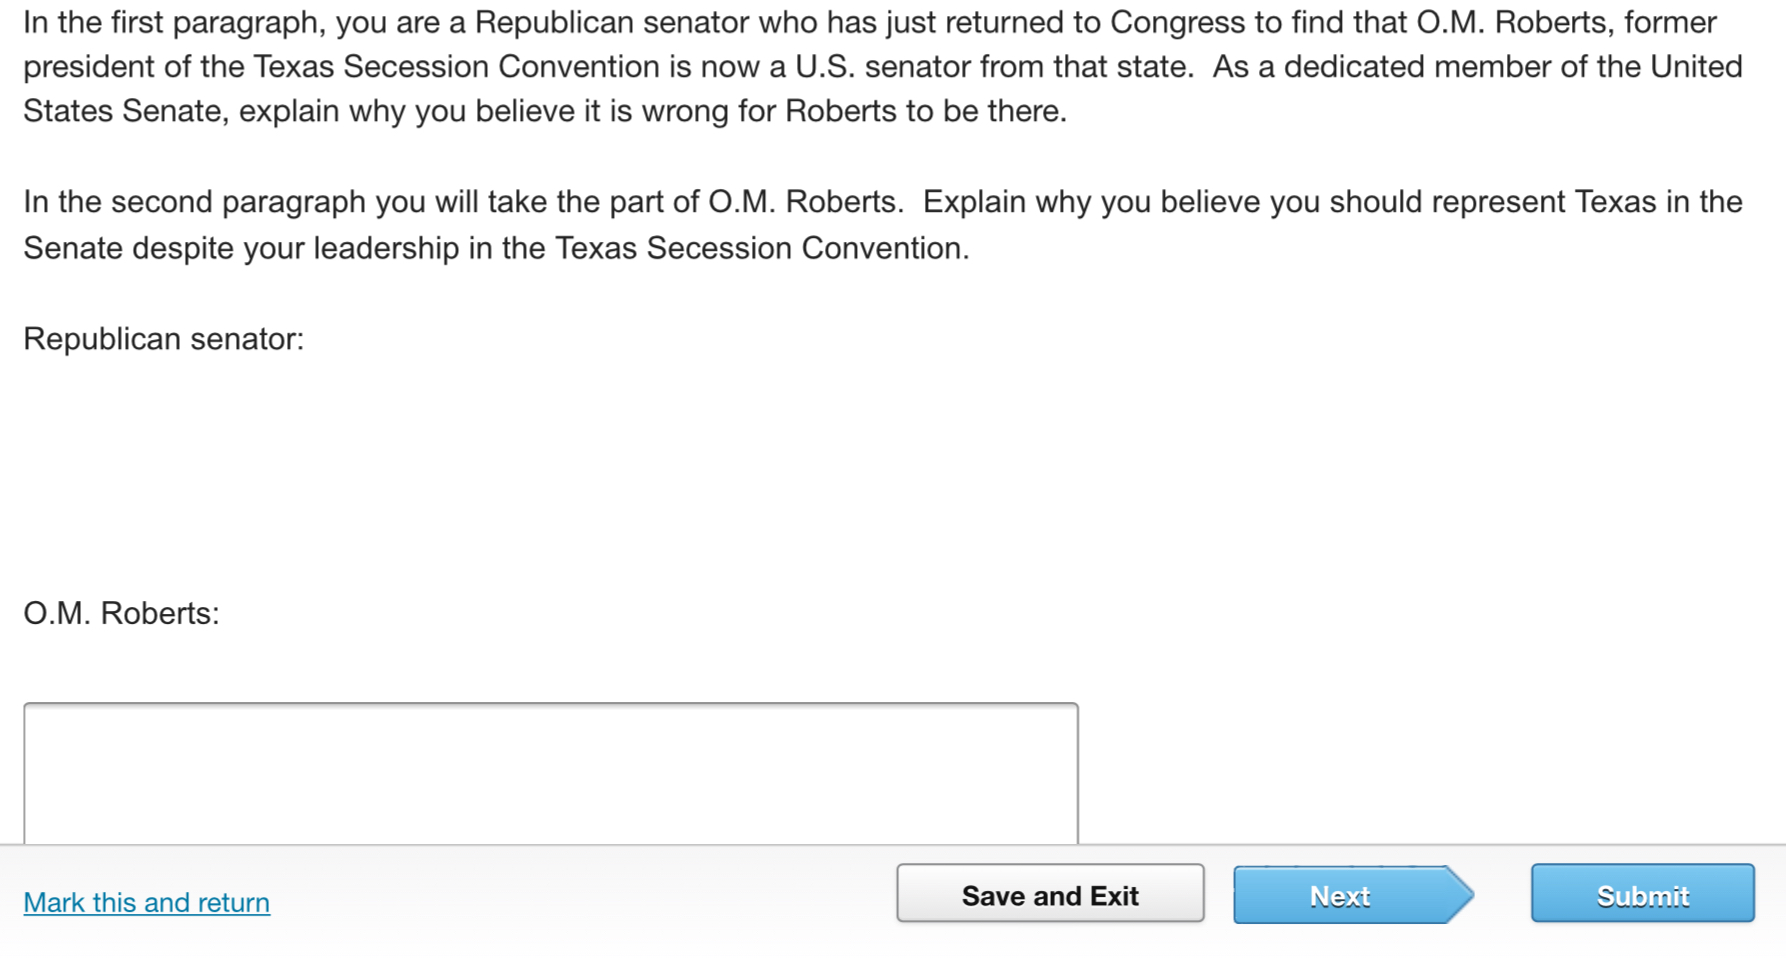 In the first paragraph, you are a Republican senator who has just returned to Congress to find that O.M. Roberts, former
president of the Texas Secession Convention is now a U.S. senator from that state.  As a dedicated member of the United
States Senate, explain why you believe it is wrong for Roberts to be there.
In the second paragraph you will take the part of O.M. Roberts.  Explain why you believe you should represent Texas in the
Senate despite your leadership in the Texas Secession Convention.
Republican senator:
O.M. Roberts:
Mark this and return
Save and Exit
Next
Submit